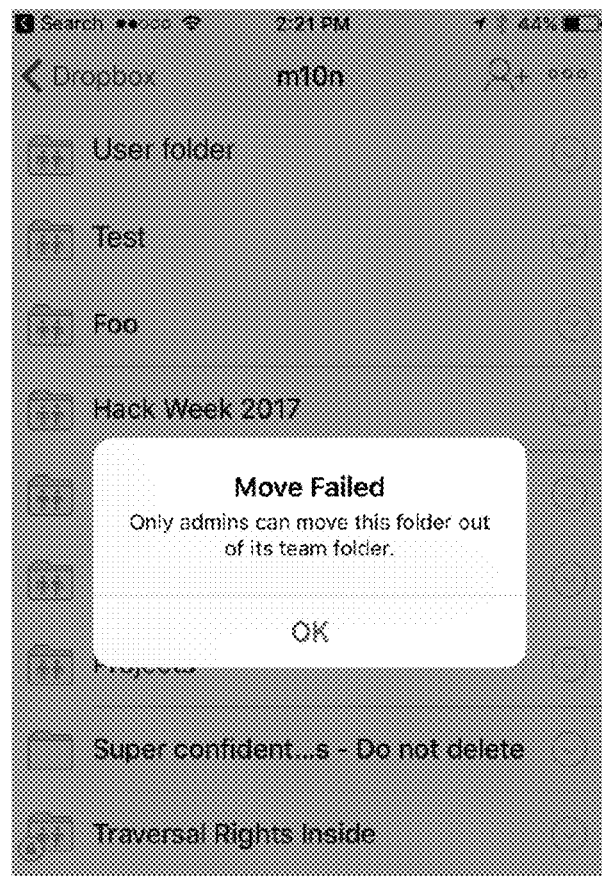 Search
2:21 PM
44%
Dropbox
m10n
User folder
Test
Foo
Hack Week 2017
Move Failed
Only admins can move this folder out
of its team folder.
OK
Projects
Super confident...s - Do not delete
Traversal Rights Inside